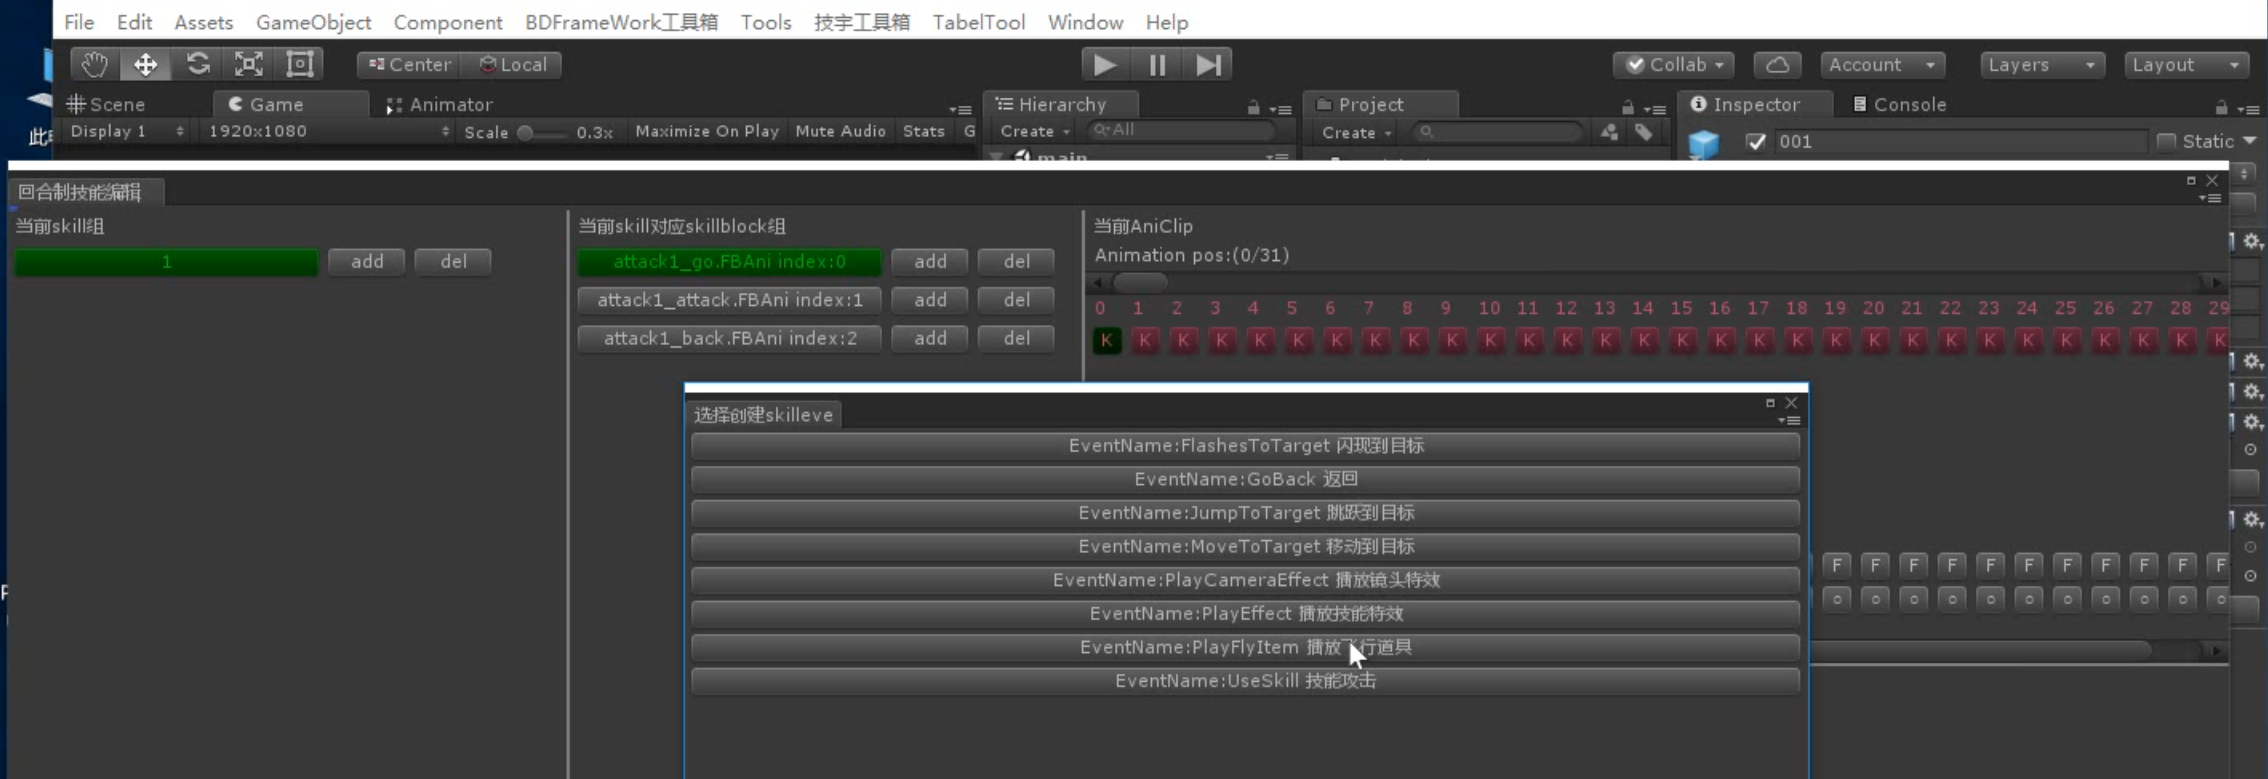 File Edit Assets GameObject Component BDFrameWork工具箱 Tools 技宇工具箱 TabelTool Window Help
Center Local Collab Account Layers Layout
Scene Game Animator Hierarchy Project Inspector Console
Display 1 1920x1080 Scale 0.3x Maximize On Play Mute Audio Stats G Create All Create 001 Static
main
回合制技能编辑
当前skill组 当前skill对应skillblock组 当前AniClip
Animation pos:(0/31)
1 add del attack1_go.FBAni index:0 add del
attack1_attack.FBAni index:1 add del
0 1 2 3 4 5 6 7 8 9 10 11 12 13 14 15 16 17 18 19 20 21 22 23 24 25 26 27 28 29
attack1_back.FBAni index:2 add del
K K K K K K K K K K K K K K K K K K K K K K K K K K K K K K
选择创建skilleve
EventName:FlashesToTarget 闪现到目标
EventName:GoBack 返回
EventName:JumpToTarget 跳跃到目标
EventName:MoveToTarget 移动到目标
EventName:PlayCameraEffect 播放镜头特效
F F F F F F F F F F F
EventName:PlayEffect 播放技能特效
o o o o o o o o o o o
EventName:PlayFlyItem 播放飞行道具
EventName:UseSkill 技能攻击